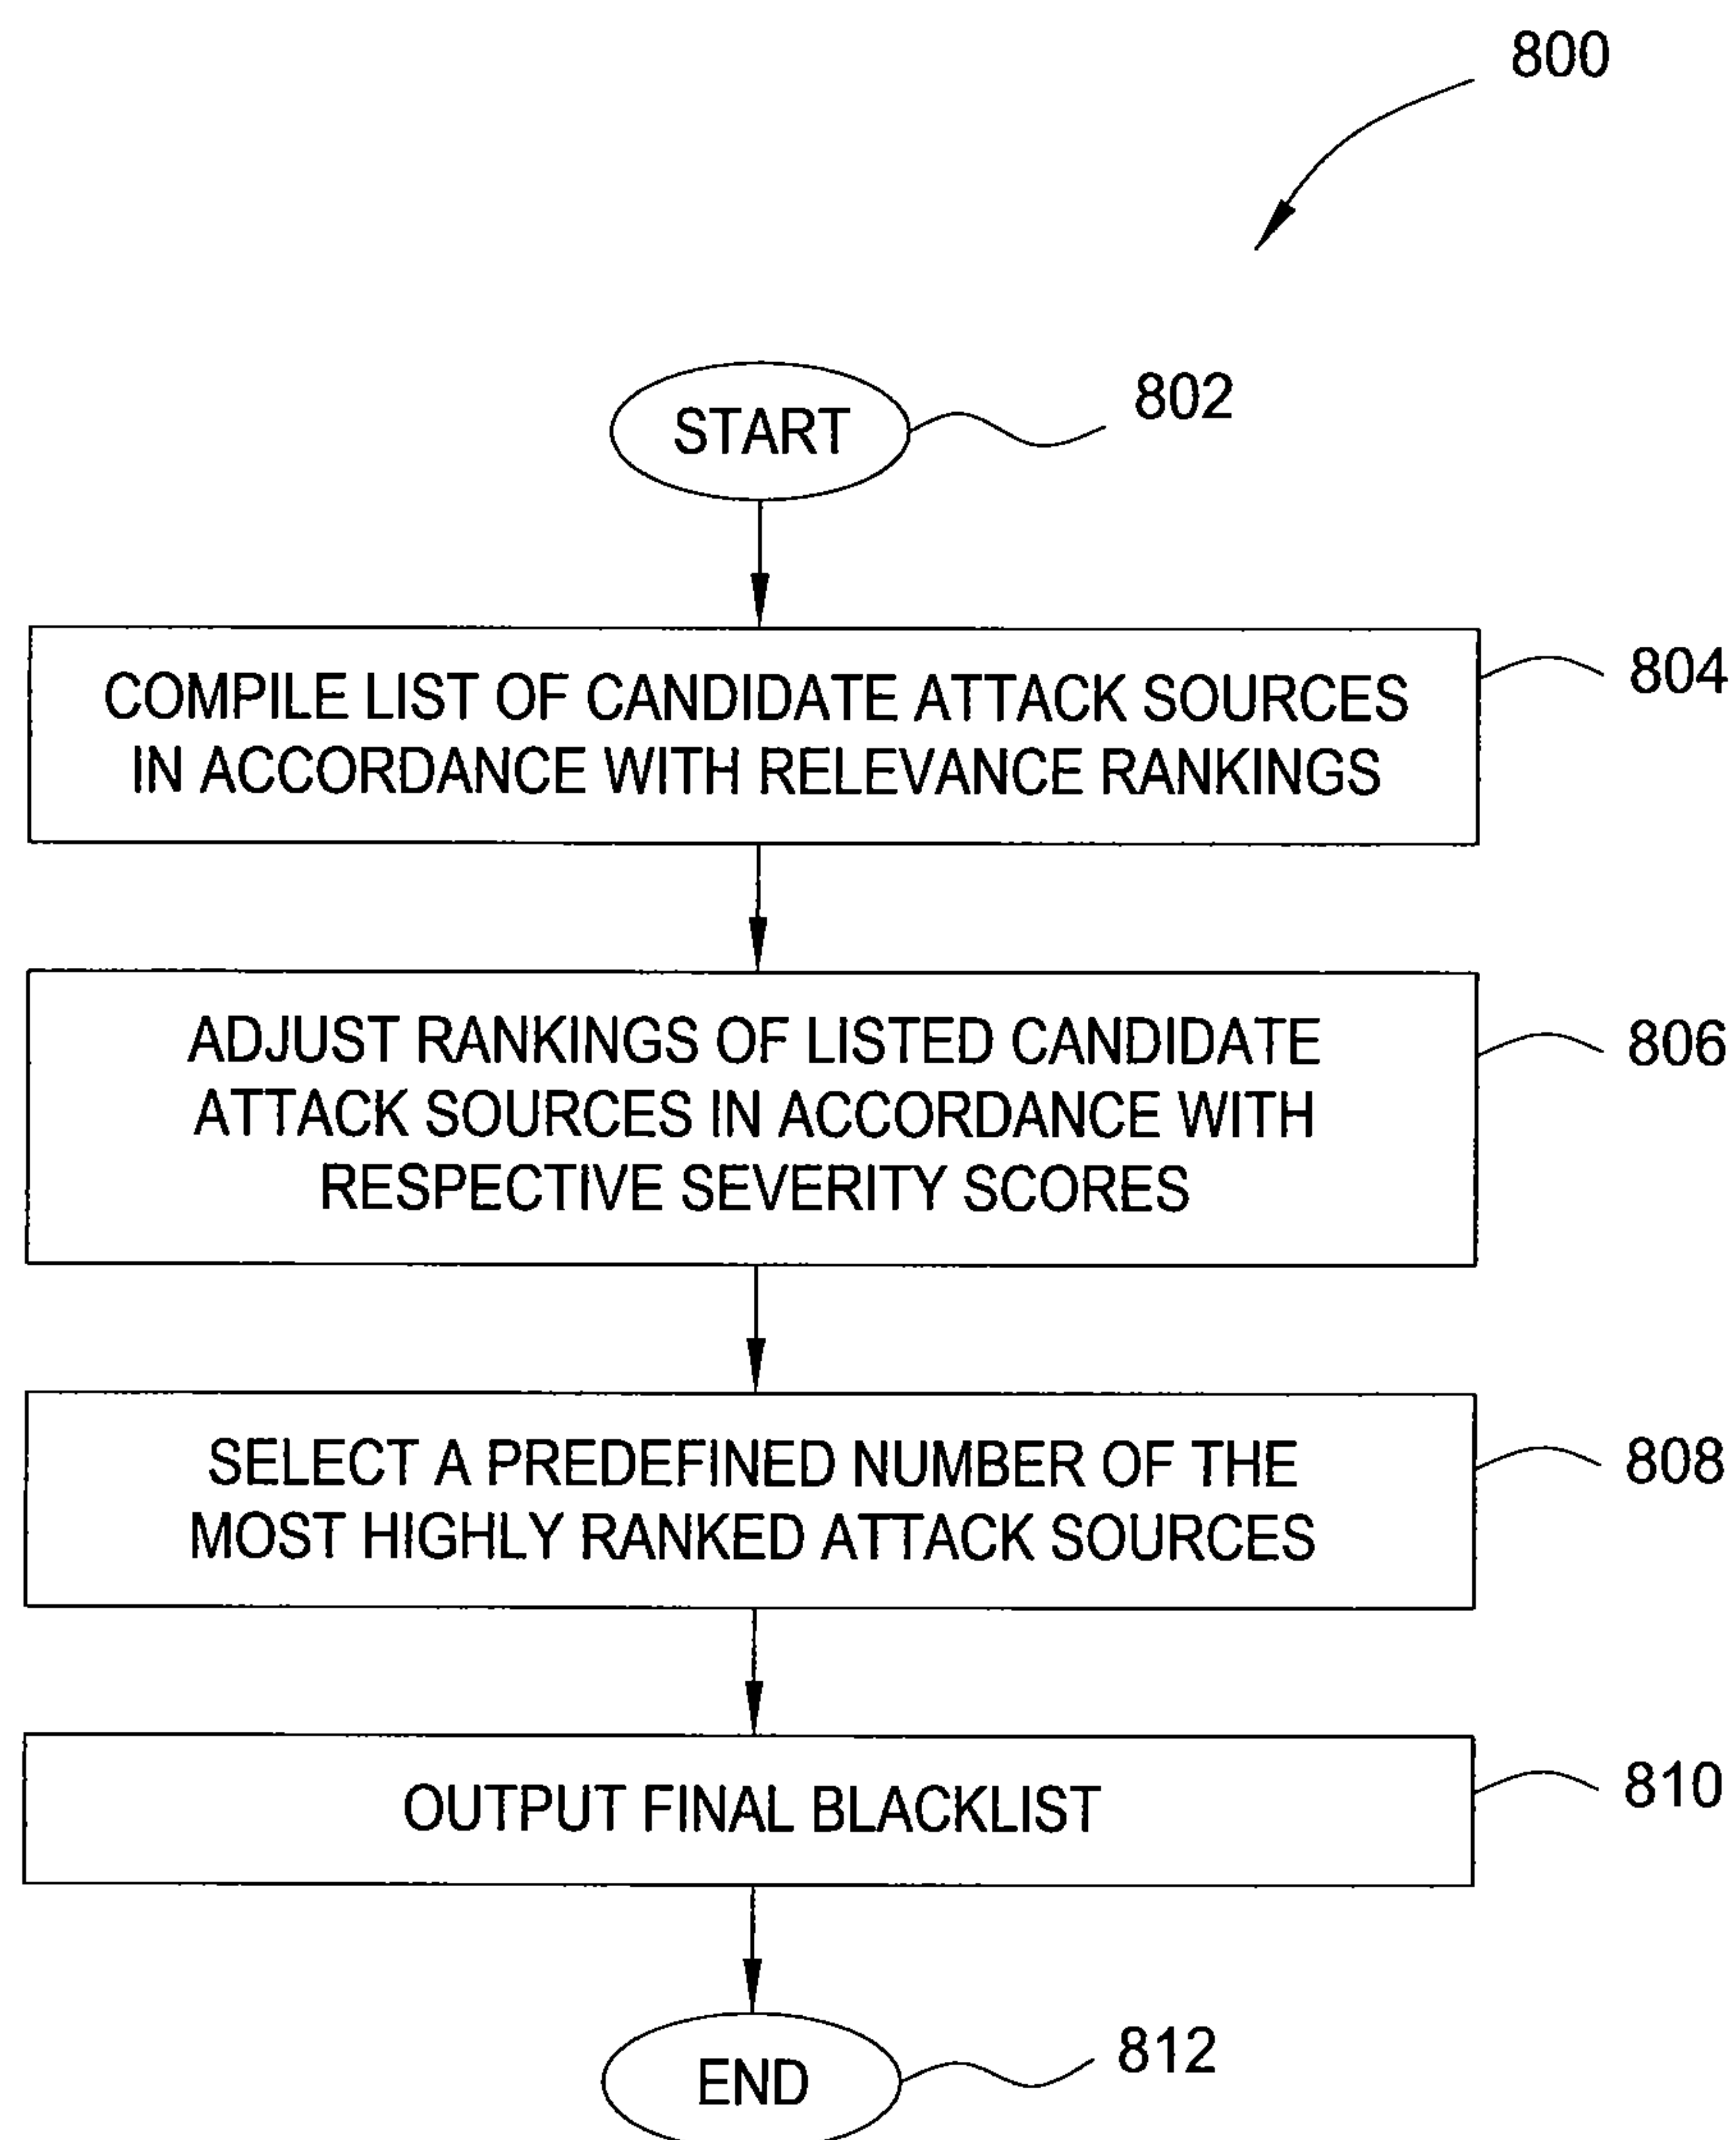 800
START
802
COMPILE LIST OF CANDIDATE ATTACK SOURCES
IN ACCORDANCE WITH RELEVANCE RANKINGS
804
ADJUST RANKINGS OF LISTED CANDIDATE
ATTACK SOURCES IN ACCORDANCE WITH
RESPECTIVE SEVERITY SCORES
806
SELECT A PREDEFINED NUMBER OF THE
MOST HIGHLY RANKED ATTACK SOURCES
808
OUTPUT FINAL BLACKLIST
810
END
812